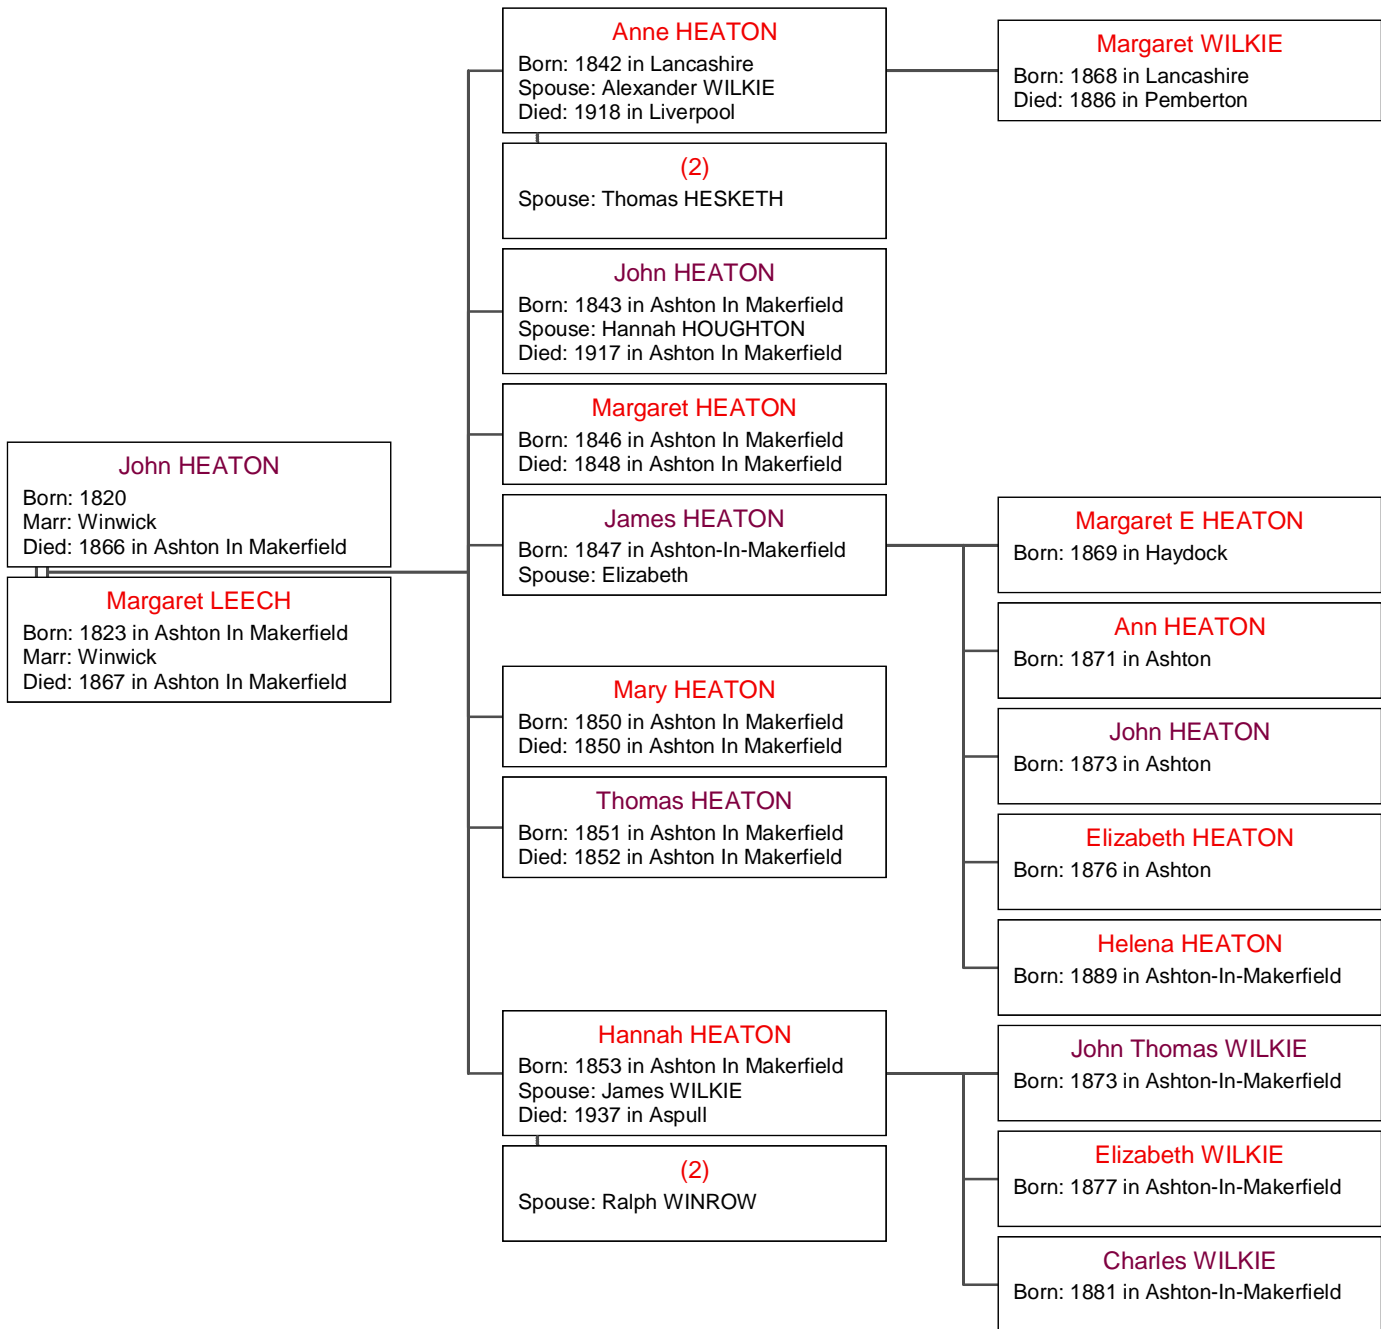 John HEATON
Born: 1820
Marr: Winwick
Died: 1866 in Ashton In Makerfield
Margaret LEECH
Born: 1823 in Ashton In Makerfield
Marr: Winwick
Died: 1867 in Ashton In Makerfield
Anne HEATON
Born: 1842 in Lancashire
Spouse: Alexander WILKIE
Died: 1918 in Liverpool
(2)
Spouse: Thomas HESKETH
John HEATON
Born: 1843 in Ashton In Makerfield
Spouse: Hannah HOUGHTON
Died: 1917 in Ashton In Makerfield
Margaret HEATON
Born: 1846 in Ashton In Makerfield
Died: 1848 in Ashton In Makerfield
James HEATON
Born: 1847 in Ashton-In-Makerfield
Spouse: Elizabeth
Mary HEATON
Born: 1850 in Ashton In Makerfield
Died: 1850 in Ashton In Makerfield
Thomas HEATON
Born: 1851 in Ashton In Makerfield
Died: 1852 in Ashton In Makerfield
Hannah HEATON
Born: 1853 in Ashton In Makerfield
Spouse: James WILKIE
Died: 1937 in Aspull
(2)
Spouse: Ralph WINROW
Margaret WILKIE
Born: 1868 in Lancashire
Died: 1886 in Pemberton
Margaret E HEATON
Born: 1869 in Haydock
Ann HEATON
Born: 1871 in Ashton
John HEATON
Born: 1873 in Ashton
Elizabeth HEATON
Born: 1876 in Ashton
Helena HEATON
Born: 1889 in Ashton-In-Makerfield
John Thomas WILKIE
Born: 1873 in Ashton-In-Makerfield
Elizabeth WILKIE
Born: 1877 in Ashton-In-Makerfield
Charles WILKIE
Born: 1881 in Ashton-In-Makerfield